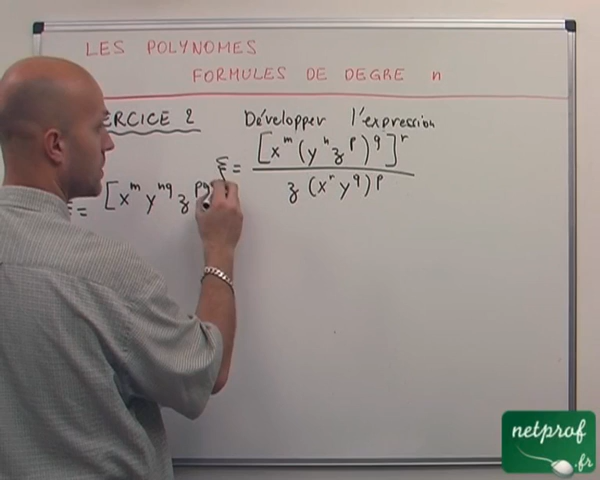 LES POLYNOMES
FORMULES DE DEGRE n
ERCICE 2 Développer l'expression
ξ = [x^m (y^n z^p)^q]^r / z (x^r y^q)^p
= [x^m y^nq z^pq
netprof
.fr